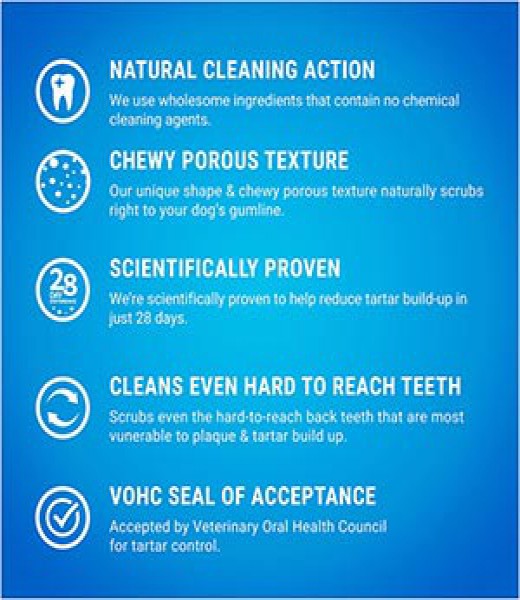 NATURAL CLEANING ACTION
We use wholesome ingredients that contain no chemical
cleaning agents.
CHEWY POROUS TEXTURE
Our unique shape & chewy porous texture naturally scrubs
right to your dog's gumline.
28
DAY
SCIENTIFICALLY PROVEN
We're scientifically proven to help reduce tartar build-up in
just 28 days.
CLEANS EVEN HARD TO REACH TEETH
Scrubs even the hard-to-reach back teeth that are most
vunerable to plaque & tartar build up.
VOHC SEAL OF ACCEPTANCE
Accepted by Veterinary Oral Health Council
for tartar control.